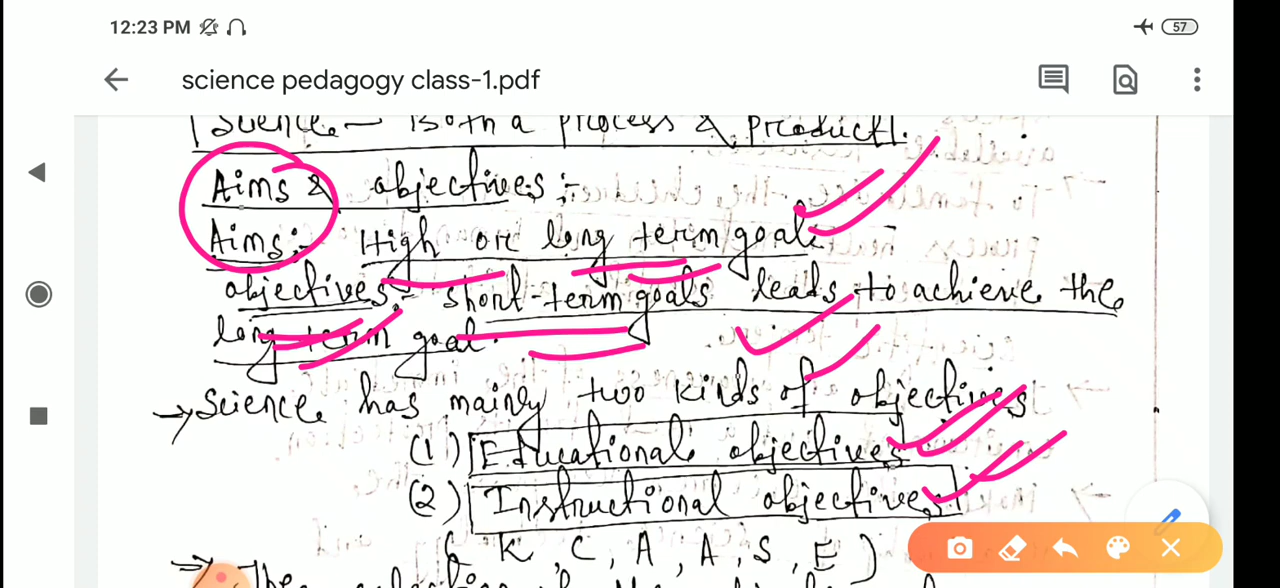 12:23 PM
57
science pedagogy class-1.pdf
Science - Both a process & product.
Aims & objectives :-
Aims:- High or long term goal.
objectives:- short-term goals leads to achieve the
long term goal.
→ Science has mainly two kinds of objectives
(1) Educational objectives
(2) Instructional objectives
( K, C, A, A, S, E )
→ The